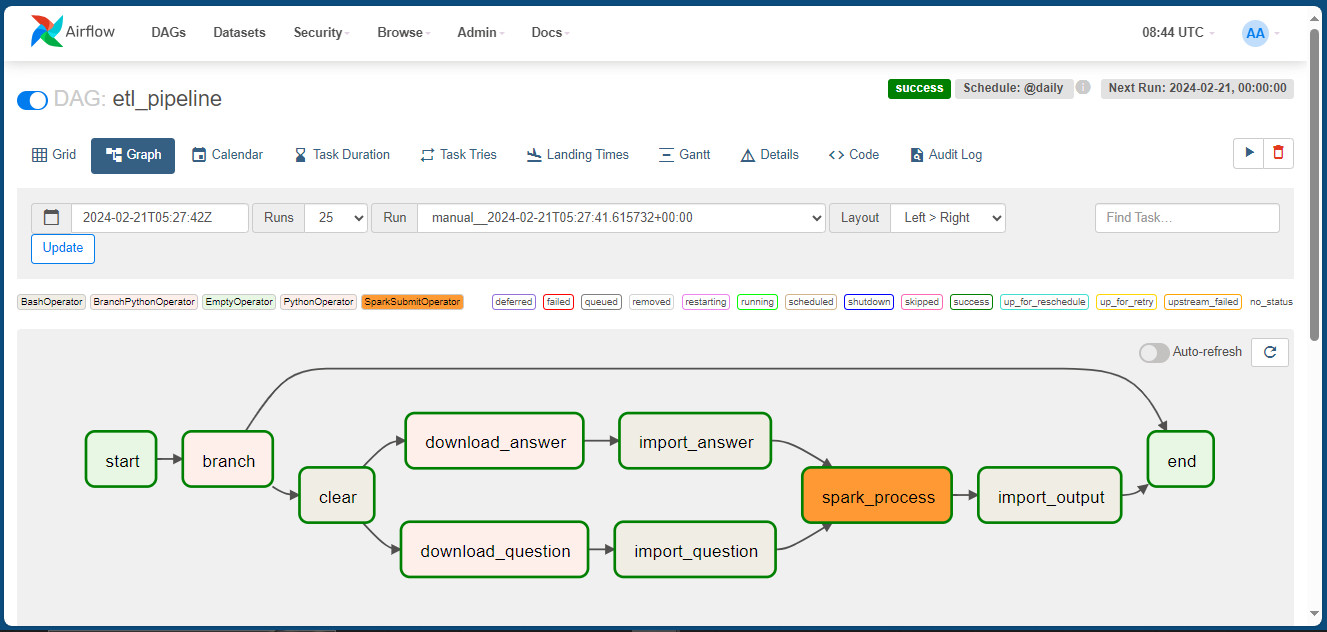 Airflow DAGs Datasets Security Browse Admin Docs 08:44 UTC AA
success Schedule: @daily i Next Run: 2024-02-21, 00:00:00
DAG: etl_pipeline
Grid Graph Calendar Task Duration Task Tries Landing Times Gantt Details Code Audit Log
2024-02-21T05:27:42Z Runs 25 Run manual__2024-02-21T05:27:41.615732+00:00 Layout Left > Right Find Task...
Update
BashOperator BranchPythonOperator EmptyOperator PythonOperator SparkSubmitOperator deferred failed queued removed restarting running scheduled shutdown skipped success up_for_reschedule up_for_retry upstream_failed no_status
Auto-refresh
download_answer import_answer
start branch end
clear spark_process import_output
download_question import_question